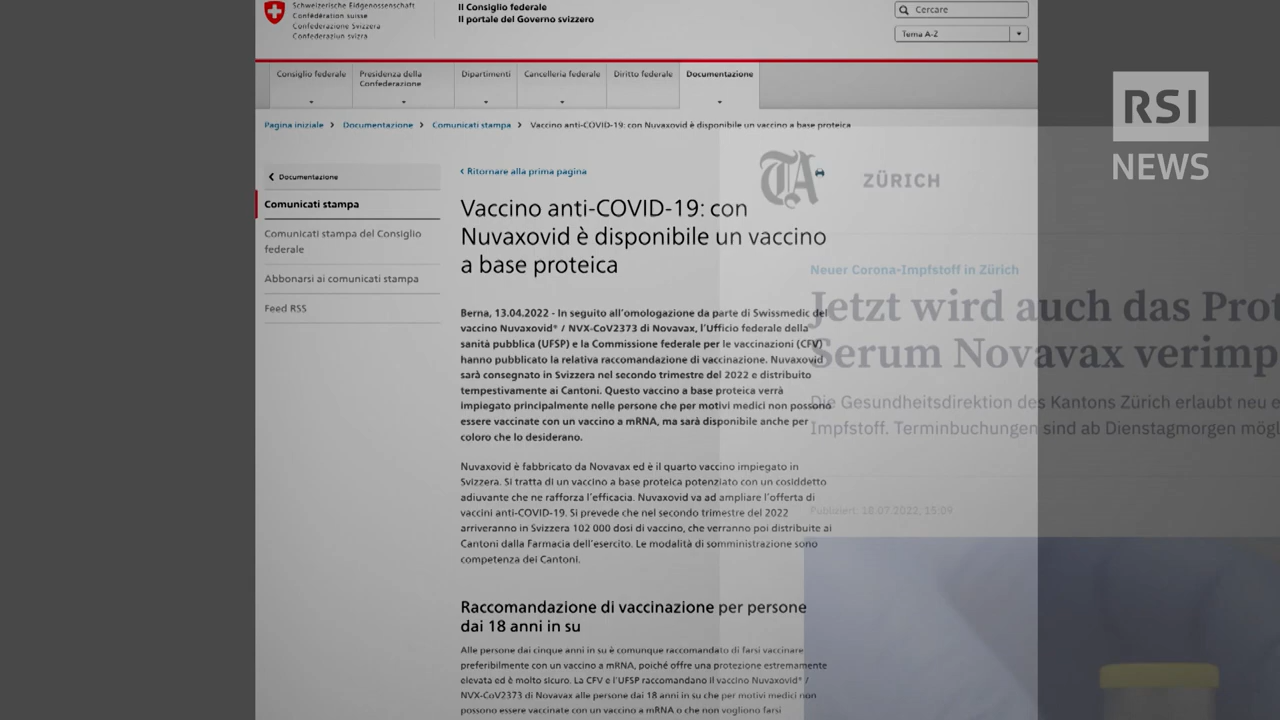 Schweizerische Eidgenossenschaft
Confédération suisse
Confederazione Svizzera
Confederaziun svizra
Il Consiglio federale
Il portale del Governo svizzero
Cercare
Tema A-Z
Consiglio federale
Presidenza della
Confederazione
Dipartimenti
Cancelleria federale
Diritto federale
Documentazione
RSI
NEWS
Pagina iniziale
Documentazione
Comunicati stampa
Vaccino anti-COVID-19: con Nuvaxovid è disponibile un vaccino a base proteica
Documentazione
Comunicati stampa
Comunicati stampa del Consiglio
federale
Abbonarsi ai comunicati stampa
Feed RSS
Ritornare alla prima pagina
Vaccino anti-COVID-19: con
Nuvaxovid è disponibile un vaccino
a base proteica
Berna, 13.04.2022 - In seguito all’omologazione da parte di Swissmedic del
vaccino Nuvaxovid® / NVX-CoV2373 di Novavax, l’Ufficio federale della
sanità pubblica (UFSP) e la Commissione federale per le vaccinazioni (CFV)
hanno pubblicato la relativa raccomandazione di vaccinazione. Nuvaxovid
sarà consegnato in Svizzera nel secondo trimestre del 2022 e distribuito
tempestivamente ai Cantoni. Questo vaccino a base proteica verrà
impiegato principalmente nelle persone che per motivi medici non possono
essere vaccinate con un vaccino a mRNA, ma sarà disponibile anche per
coloro che lo desiderano.
Nuvaxovid è fabbricato da Novavax ed è il quarto vaccino impiegato in
Svizzera. Si tratta di un vaccino a base proteica potenziato con un cosiddetto
adiuvante che ne rafforza l’efficacia. Nuvaxovid va ad ampliare l’offerta di
vaccini anti-COVID-19. Si prevede che nel secondo trimestre del 2022
arriveranno in Svizzera 102 000 dosi di vaccino, che verranno poi distribuite ai
Cantoni dalla Farmacia dell’esercito. Le modalità di somministrazione sono
competenza dei Cantoni.
Raccomandazione di vaccinazione per persone
dai 18 anni in su
Alle persone dai cinque anni in su è comunque raccomandato di farsi vaccinare
preferibilmente con un vaccino a mRNA, poiché offre una protezione estremamente
elevata ed è molto sicuro. La CFV e l’UFSP raccomandano il vaccino Nuvaxovid® /
NVX-CoV2373 di Novavax alle persone dai 18 anni in su che per motivi medici non
possono essere vaccinate con un vaccino a mRNA o che non vogliono farsi
TA
ZÜRICH
Neuer Corona-Impfstoff in Zürich
Jetzt wird auch das Prot
Serum Novavax verimp
Die Gesundheitsdirektion des Kantons Zürich erlaubt neu e
Impfstoff. Terminbuchungen sind ab Dienstagmorgen mögl
Publiziert: 18.07.2022, 15:09